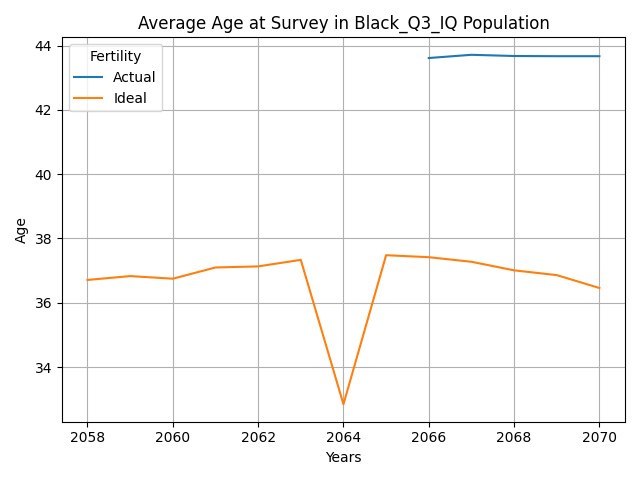 Average Age at Survey in Black_Q3_IQ Population
Fertility
Actual
Ideal
Age
44
42
40
38
36
34
2058 2060 2062 2064 2066 2068 2070
Years